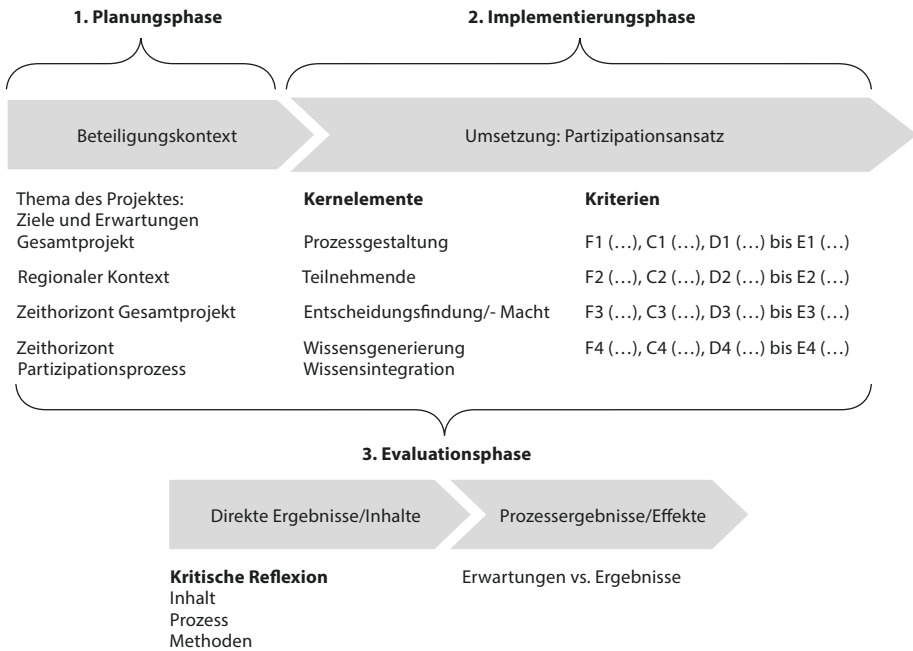 1. Planungsphase
2. Implementierungsphase
Beteiligungskontext
Umsetzung: Partizipationsansatz
Thema des Projektes:
Ziele und Erwartungen
Gesamtprojekt
Regionaler Kontext
Zeithorizont Gesamtprojekt
Zeithorizont
Partizipationsprozess
Kernelemente
Prozessgestaltung
Teilnehmende
Entscheidungsfindung/- Macht
Wissensgenerierung
Wissensintegration
Kriterien
F1 (…), C1 (…), D1 (…) bis E1 (…)
F2 (…), C2 (…), D2 (…) bis E2 (…)
F3 (…), C3 (…), D3 (…) bis E3 (…)
F4 (…), C4 (…), D4 (…) bis E4 (…)
3. Evaluationsphase
Direkte Ergebnisse/Inhalte
Prozessergebnisse/Effekte
Kritische Reflexion
Inhalt
Prozess
Methoden
Erwartungen vs. Ergebnisse